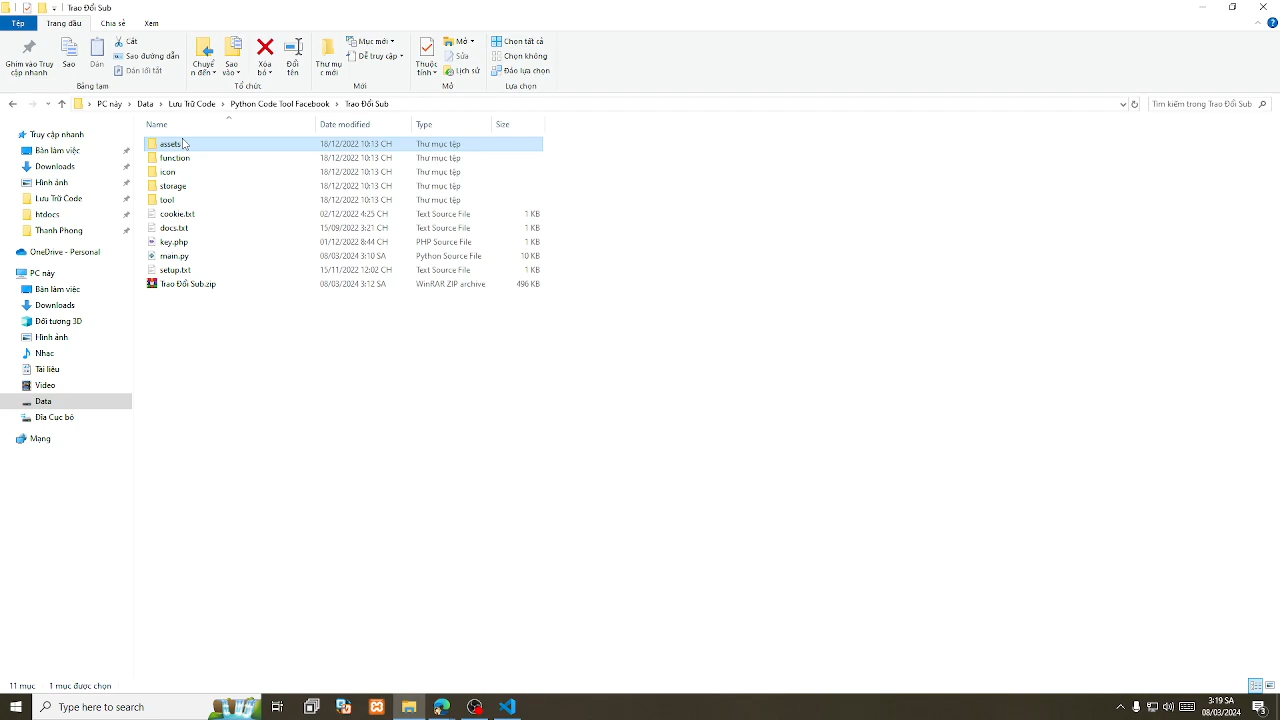 Trao Đổi Sub
Tệp Trang đầu Chia sẻ Xem
Ghim vào Truy cập nhanh
Sao
Dán
Cắt
Sao đường dẫn
Dán lối tắt
Chuyển đến
Sao vào
Xóa bỏ
Đổi tên
Thư mục mới
Mục mới
Dễ truy cập
Thuộc tính
Mở
Sửa
Lịch sử
Chọn tất cả
Chọn không
Đảo lựa chọn
Bảng tạm Tổ chức Mới Mở Lựa chọn
PC này Data Lưu Trữ Code Python Code Tool Facebook Trao Đổi Sub
Tìm kiếm trong Trao Đổi Sub
Truy cập nhanh
Bàn làm việc
Downloads
Hình ảnh
Lưu Trữ Code
htdocs
Thanh Phong
OneDrive - Personal
PC này
Bàn làm việc
Downloads
Đối tượng 3D
Hình ảnh
Nhạc
Tài liệu
Video
Data
Đĩa Cục bộ
Mạng
Name Date modified Type Size
assets 18/12/2022 10:13 CH Thư mục tệp
function 18/12/2022 10:13 CH Thư mục tệp
icon 18/12/2022 10:13 CH Thư mục tệp
storage 18/12/2022 10:13 CH Thư mục tệp
tool 18/12/2022 10:13 CH Thư mục tệp
cookie.txt 02/12/2022 4:25 CH Text Source File 1 KB
docs.txt 15/09/2022 3:21 CH Text Source File 1 KB
key.php 01/12/2022 8:44 CH PHP Source File 1 KB
main.py 08/03/2024 3:10 SA Python Source File 10 KB
setup.txt 15/11/2022 12:02 CH Text Source File 1 KB
Trao Đổi Sub.zip 08/03/2024 3:12 SA WinRAR ZIP archive 496 KB
11 mục 1 mục được chọn
Type here to search
3:19 SA
08/03/2024